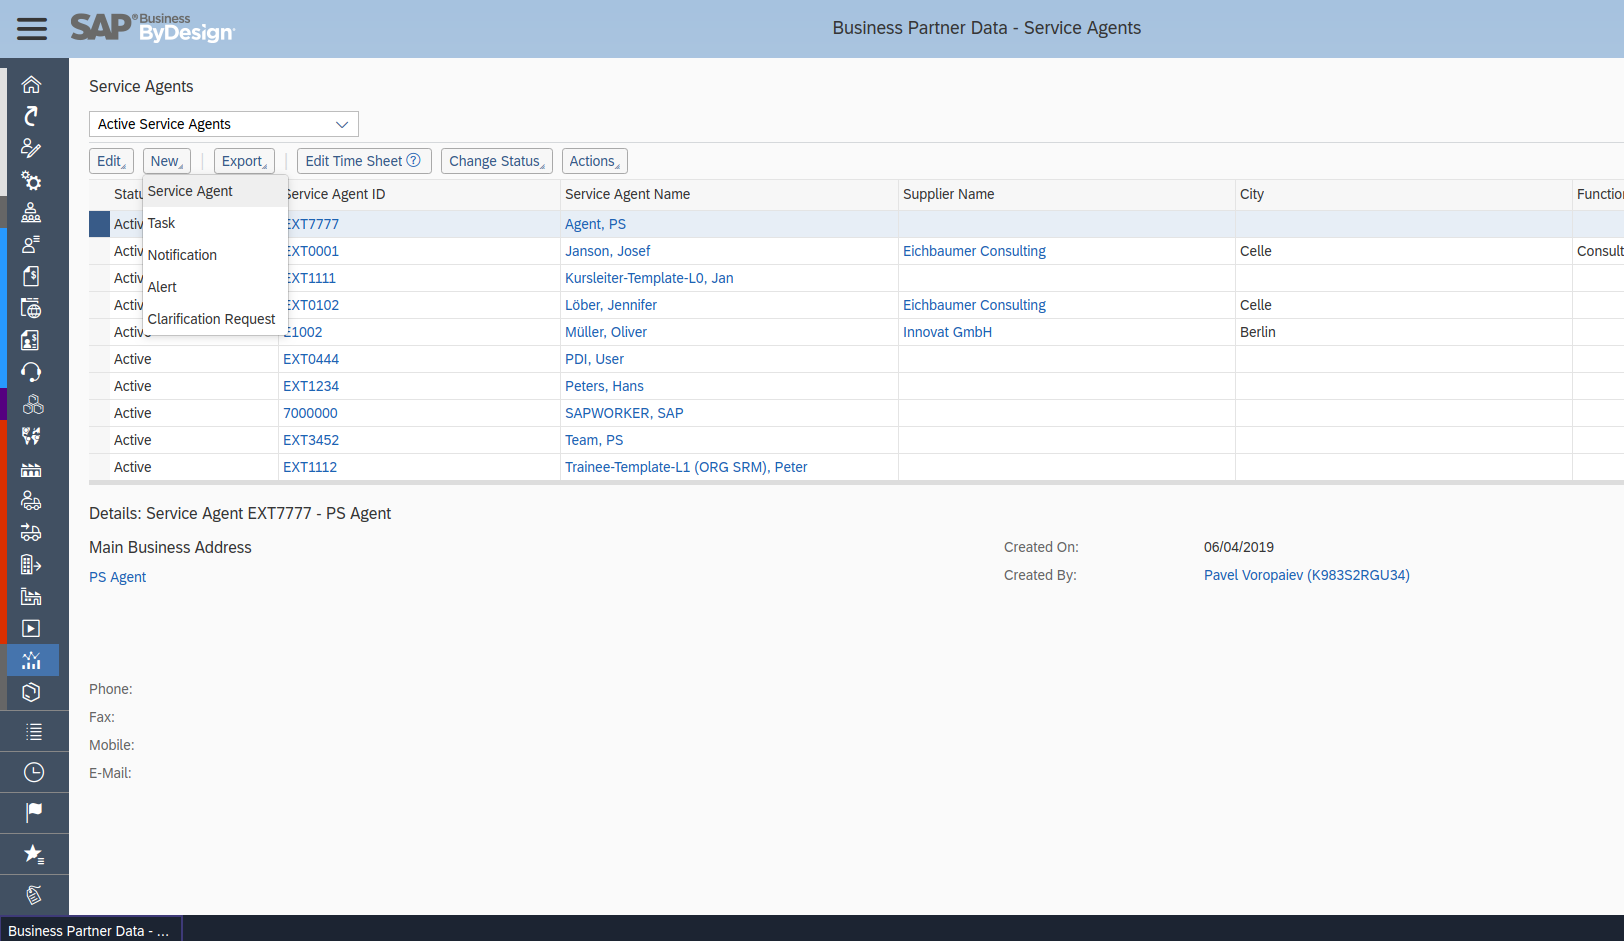 SAP® Business ByDesign
Business Partner Data - Service Agents
Service Agents
Active Service Agents
Edit New Export Edit Time Sheet ? Change Status Actions
Statu Service Agent ID Service Agent Name Supplier Name City Functio
Service Agent
Task
Notification
Alert
Clarification Request
Activ EXT7777 Agent, PS
Activ EXT0001 Janson, Josef Eichbaumer Consulting Celle Consult
Activ EXT1111 Kursleiter-Template-L0, Jan
Activ EXT0102 Löber, Jennifer Eichbaumer Consulting Celle
Active E1002 Müller, Oliver Innovat GmbH Berlin
Active EXT0444 PDI, User
Active EXT1234 Peters, Hans
Active 7000000 SAPWORKER, SAP
Active EXT3452 Team, PS
Active EXT1112 Trainee-Template-L1 (ORG SRM), Peter
Details: Service Agent EXT7777 - PS Agent
Main Business Address
PS Agent
Created On: 06/04/2019
Created By: Pavel Voropaiev (K983S2RGU34)
Phone:
Fax:
Mobile:
E-Mail:
Business Partner Data - ...